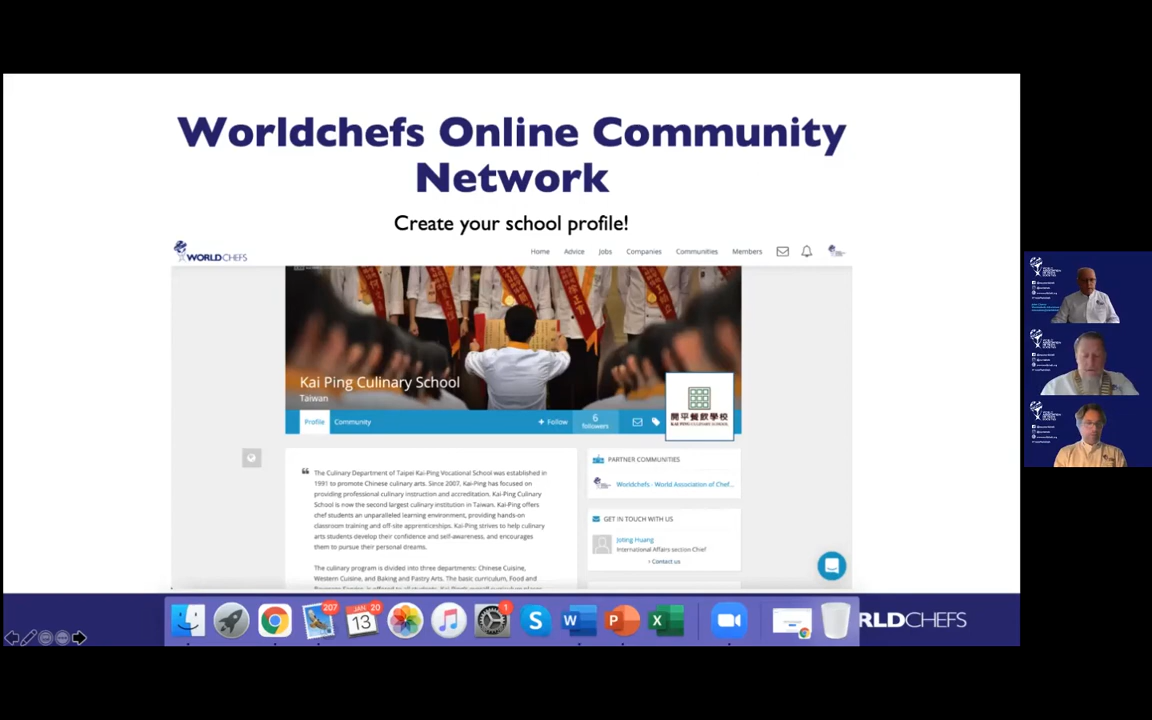 Worldchefs Online Community
Network
Create your school profile!
WORLDCHEFS
Home Advice Jobs Companies Communities Members
Kai Ping Culinary School
Taiwan
開平餐飲學校
KAI PING CULINARY SCHOOL
Profile Community + Follow 6 followers
PARTNER COMMUNITIES
Worldchefs - World Association of Chef...
GET IN TOUCH WITH US
Joting Huang
International Affairs section Chief
› Contact us
❝ The Culinary Department of Taipei Kai-Ping Vocational School was established in
1991 to promote Chinese culinary arts. Since 2007, Kai-Ping has focused on
providing professional culinary instruction and accreditation. Kai-Ping Culinary
School is now the second largest culinary institution in Taiwan. Kai-Ping offers
chef students an unparalleled learning environment, providing hands-on
classroom training and off-site apprenticeships. Kai-Ping strives to help culinary
arts students develop their confidence and self-awareness, and encourages
them to pursue their personal dreams.
The culinary program is divided into three departments: Chinese Cuisine,
Western Cuisine, and Baking and Pastry Arts. The basic curriculum, Food and
207
JAN 20
13
1
S
W
P
X
RLDCHEFS